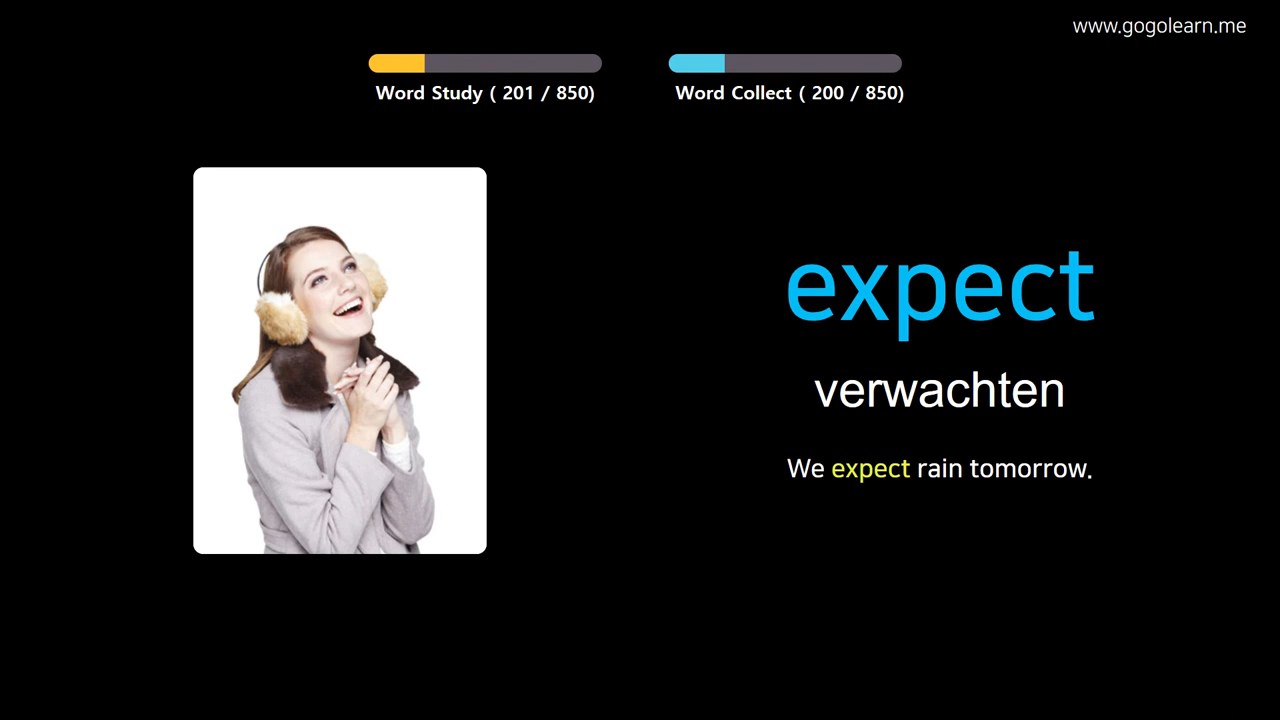 www.gogolearn.me
Word Study ( 201 / 850)
Word Collect ( 200 / 850)
expect
verwachten
We expect rain tomorrow.